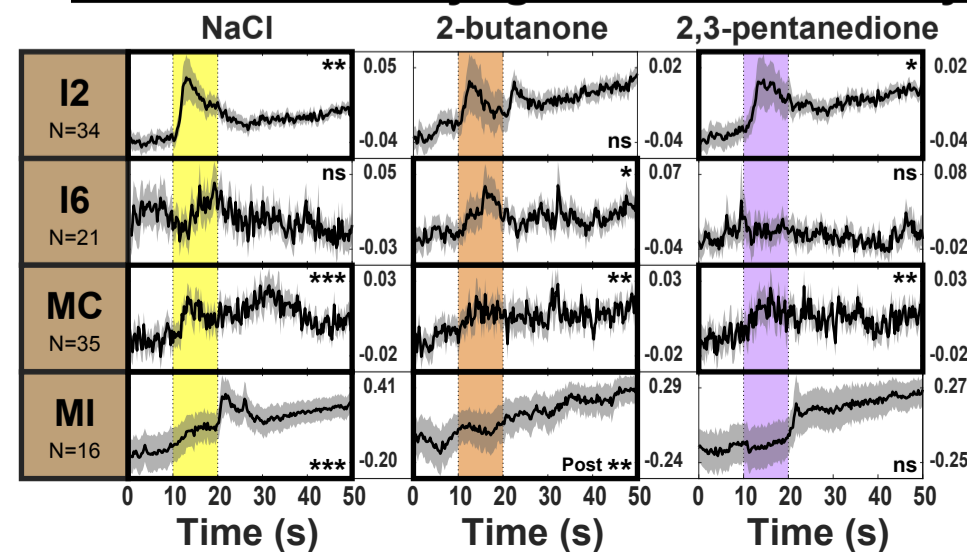 NaCl 2-butanone 2,3-pentanedione
I2 ** 0.05 0.02 * 0.02
N=34 -0.04 ns -0.04 -0.04
I6 ns 0.05 * 0.07 ns 0.08
N=21 -0.03 -0.04 -0.02
MC *** 0.03 ** 0.03 ** 0.03
N=35 -0.02 -0.02 -0.02
MI 0.41 0.29 0.27
N=16 *** -0.20 Post ** -0.24 ns -0.25
0 10 20 30 40 50 0 10 20 30 40 50 0 10 20 30 40 50
Time (s) Time (s) Time (s)